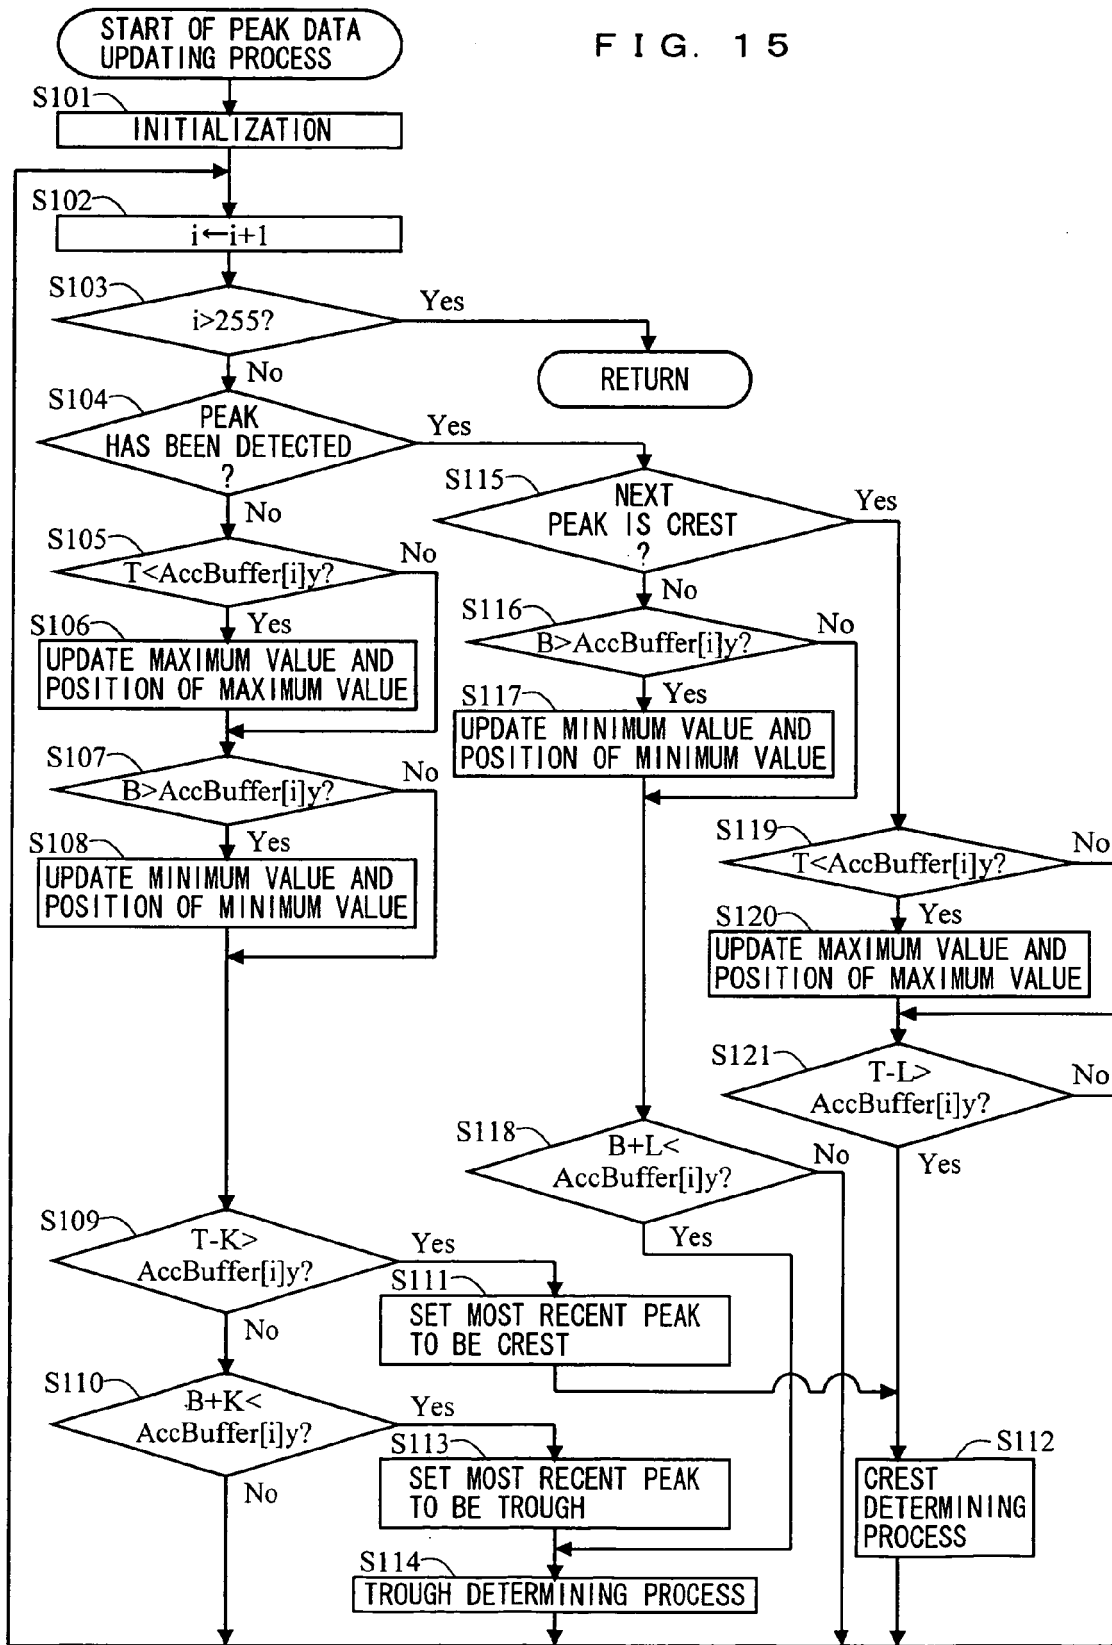 START OF PEAK DATA
UPDATING PROCESS
FIG. 15
S101
INITIALIZATION
S102
i←i+1
S103
i>255?
Yes
No
RETURN
S104
PEAK
HAS BEEN DETECTED
?
Yes
No
S115
NEXT
PEAK IS CREST
?
Yes
No
S105
T<AccBuffer[i]y?
No
Yes
S106
UPDATE MAXIMUM VALUE AND
POSITION OF MAXIMUM VALUE
S116
B>AccBuffer[i]y?
No
Yes
S117
UPDATE MINIMUM VALUE AND
POSITION OF MINIMUM VALUE
S107
B>AccBuffer[i]y?
No
Yes
S108
UPDATE MINIMUM VALUE AND
POSITION OF MINIMUM VALUE
S119
T<AccBuffer[i]y?
No
Yes
S120
UPDATE MAXIMUM VALUE AND
POSITION OF MAXIMUM VALUE
S121
T-L>
AccBuffer[i]y?
No
Yes
S118
B+L<
AccBuffer[i]y?
No
Yes
S109
T-K>
AccBuffer[i]y?
Yes
No
S111
SET MOST RECENT PEAK
TO BE CREST
S110
B+K<
AccBuffer[i]y?
Yes
No
S113
SET MOST RECENT PEAK
TO BE TROUGH
S112
CREST
DETERMINING
PROCESS
S114
TROUGH DETERMINING PROCESS